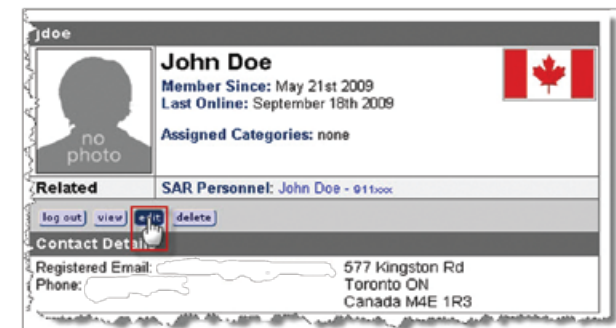 jdoe
John Doe
Member Since: May 21st 2009
Last Online: September 18th 2009
Assigned Categories: none
no
photo
Related SAR Personnel: John Doe - 911xxx
log out view edit delete
Contact Details
Registered Email: 577 Kingston Rd
Phone: Toronto ON
Canada M4E 1R3